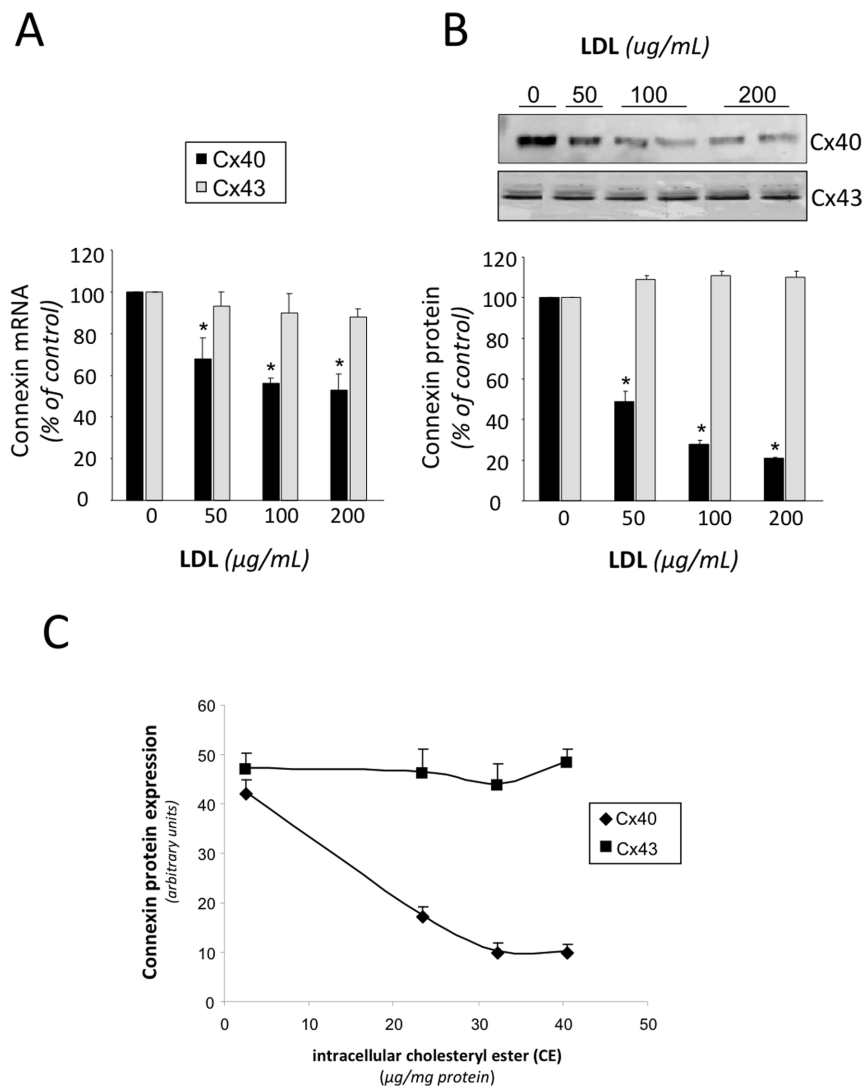 A
Cx40
Cx43
120
100
80
60
40
20
0
Connexin mRNA
(% of control)
*
*
*
0
50
100
200
LDL (µg/mL)
B
LDL (ug/mL)
0
50
100
200
Cx40
Cx43
120
100
80
60
40
20
0
Connexin protein
(% of control)
*
*
*
0
50
100
200
LDL (µg/mL)
C
60
50
40
30
20
10
0
Connexin protein expression
(arbitrary units)
Cx40
Cx43
0
10
20
30
40
50
intracellular cholesteryl ester (CE)
(µg/mg protein)